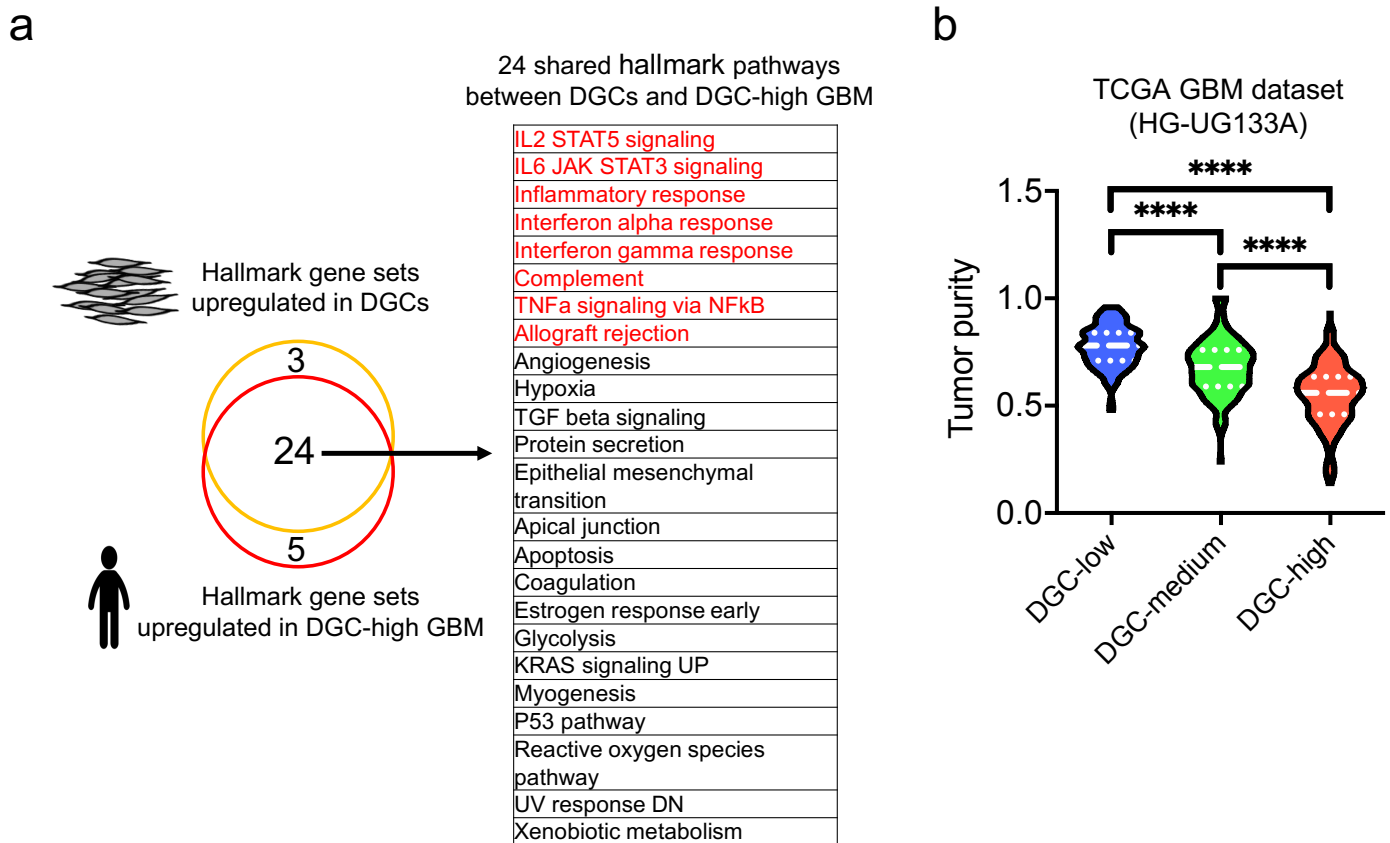 a
24 shared hallmark pathways
between DGCs and DGC-high GBM
IL2 STAT5 signaling
IL6 JAK STAT3 signaling
Inflammatory response
Interferon alpha response
Interferon gamma response
Complement
TNFa signaling via NFkB
Allograft rejection
Angiogenesis
Hypoxia
TGF beta signaling
Protein secretion
Epithelial mesenchymal
transition
Apical junction
Apoptosis
Coagulation
Estrogen response early
Glycolysis
KRAS signaling UP
Myogenesis
P53 pathway
Reactive oxygen species
pathway
UV response DN
Xenobiotic metabolism
Hallmark gene sets
upregulated in DGCs
3
24
5
Hallmark gene sets
upregulated in DGC-high GBM
b
TCGA GBM dataset
(HG-UG133A)
****
****
****
Tumor purity
1.5
1.0
0.5
0.0
DGC-low
DGC-medium
DGC-high